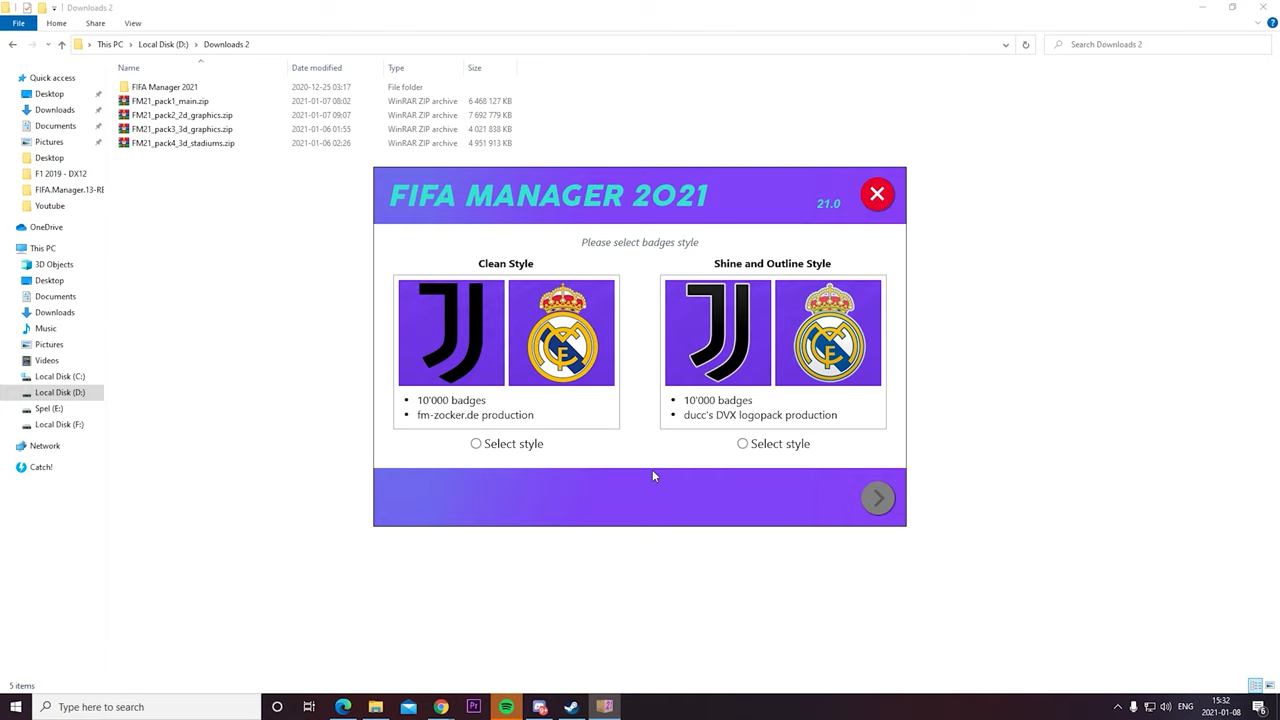 Downloads 2
File Home Share View
This PC Local Disk (D:) Downloads 2
Search Downloads 2
Name Date modified Type Size
FIFA Manager 2021 2020-12-25 03:17 File folder
FM21_pack1_main.zip 2021-01-07 08:02 WinRAR ZIP archive 6 468 127 KB
FM21_pack2_2d_graphics.zip 2021-01-07 09:07 WinRAR ZIP archive 7 692 779 KB
FM21_pack3_3d_graphics.zip 2021-01-06 01:55 WinRAR ZIP archive 4 021 838 KB
FM21_pack4_3d_stadiums.zip 2021-01-06 02:26 WinRAR ZIP archive 4 951 913 KB
Quick access
Desktop
Downloads
Documents
Pictures
Desktop
F1 2019 - DX12
FIFA.Manager.13-RE
Youtube
OneDrive
This PC
3D Objects
Desktop
Documents
Downloads
Music
Pictures
Videos
Local Disk (C:)
Local Disk (D:)
Spel (E:)
Local Disk (F:)
Network
Catch!
FIFA MANAGER 2021
21.0
Please select badges style
Clean Style
Shine and Outline Style
• 10'000 badges
• fm-zocker.de production
• 10'000 badges
• ducc's DVX logopack production
Select style
Select style
5 items
Type here to search
Pr
ENG
15:32
2021-01-08
6